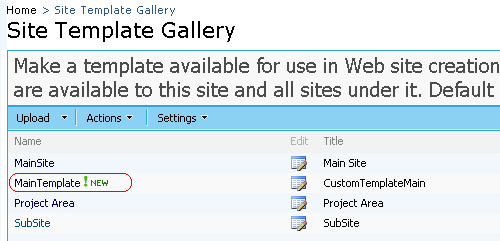 Home > Site Template Gallery
Site Template Gallery
Make a template available for use in Web site creation
are available to this site and all sites under it. Default
Upload Actions Settings
Name Edit Title
MainSite Main Site
MainTemplate ! NEW CustomTemplateMain
Project Area Project Area
SubSite SubSite